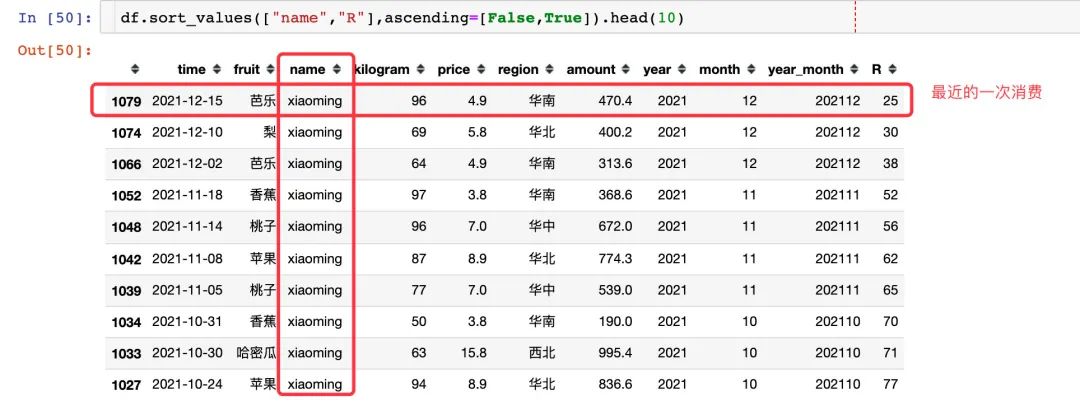 In [50]: df.sort_values(["name","R"],ascending=[False,True]).head(10)
Out[50]:
time fruit name kilogram price region amount year month year_month R
1079 2021-12-15 芭乐 xiaoming 96 4.9 华南 470.4 2021 12 202112 25 最近的一次消费
1074 2021-12-10 梨 xiaoming 69 5.8 华北 400.2 2021 12 202112 30
1066 2021-12-02 芭乐 xiaoming 64 4.9 华南 313.6 2021 12 202112 38
1052 2021-11-18 香蕉 xiaoming 97 3.8 华南 368.6 2021 11 202111 52
1048 2021-11-14 桃子 xiaoming 96 7.0 华中 672.0 2021 11 202111 56
1042 2021-11-08 苹果 xiaoming 87 8.9 华北 774.3 2021 11 202111 62
1039 2021-11-05 桃子 xiaoming 77 7.0 华中 539.0 2021 11 202111 65
1034 2021-10-31 香蕉 xiaoming 50 3.8 华南 190.0 2021 10 202110 70
1033 2021-10-30 哈密瓜 xiaoming 63 15.8 西北 995.4 2021 10 202110 71
1027 2021-10-24 苹果 xiaoming 94 8.9 华北 836.6 2021 10 202110 77